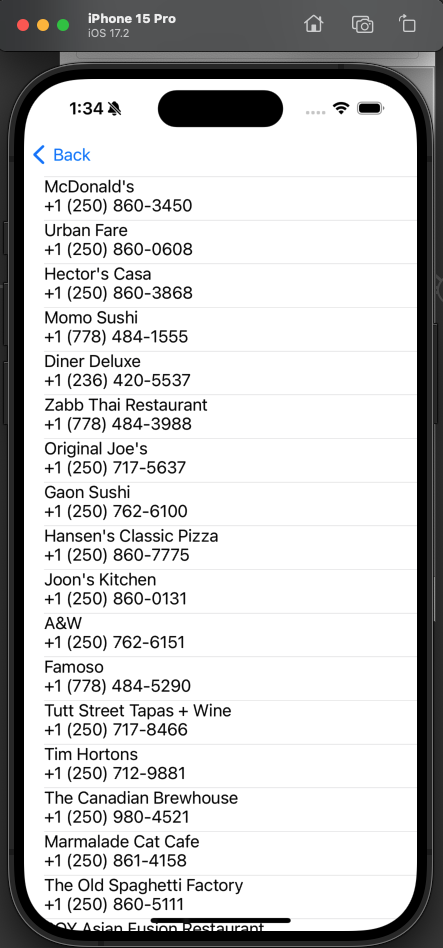 iPhone 15 Pro
iOS 17.2
1:34
Back
McDonald's
+1 (250) 860-3450
Urban Fare
+1 (250) 860-0608
Hector's Casa
+1 (250) 860-3868
Momo Sushi
+1 (778) 484-1555
Diner Deluxe
+1 (236) 420-5537
Zabb Thai Restaurant
+1 (778) 484-3988
Original Joe's
+1 (250) 717-5637
Gaon Sushi
+1 (250) 762-6100
Hansen's Classic Pizza
+1 (250) 860-7775
Joon's Kitchen
+1 (250) 860-0131
A&W
+1 (250) 762-6151
Famoso
+1 (778) 484-5290
Tutt Street Tapas + Wine
+1 (250) 717-8466
Tim Hortons
+1 (250) 712-9881
The Canadian Brewhouse
+1 (250) 980-4521
Marmalade Cat Cafe
+1 (250) 861-4158
The Old Spaghetti Factory
+1 (250) 860-5111
Asian Fusion Restaurant